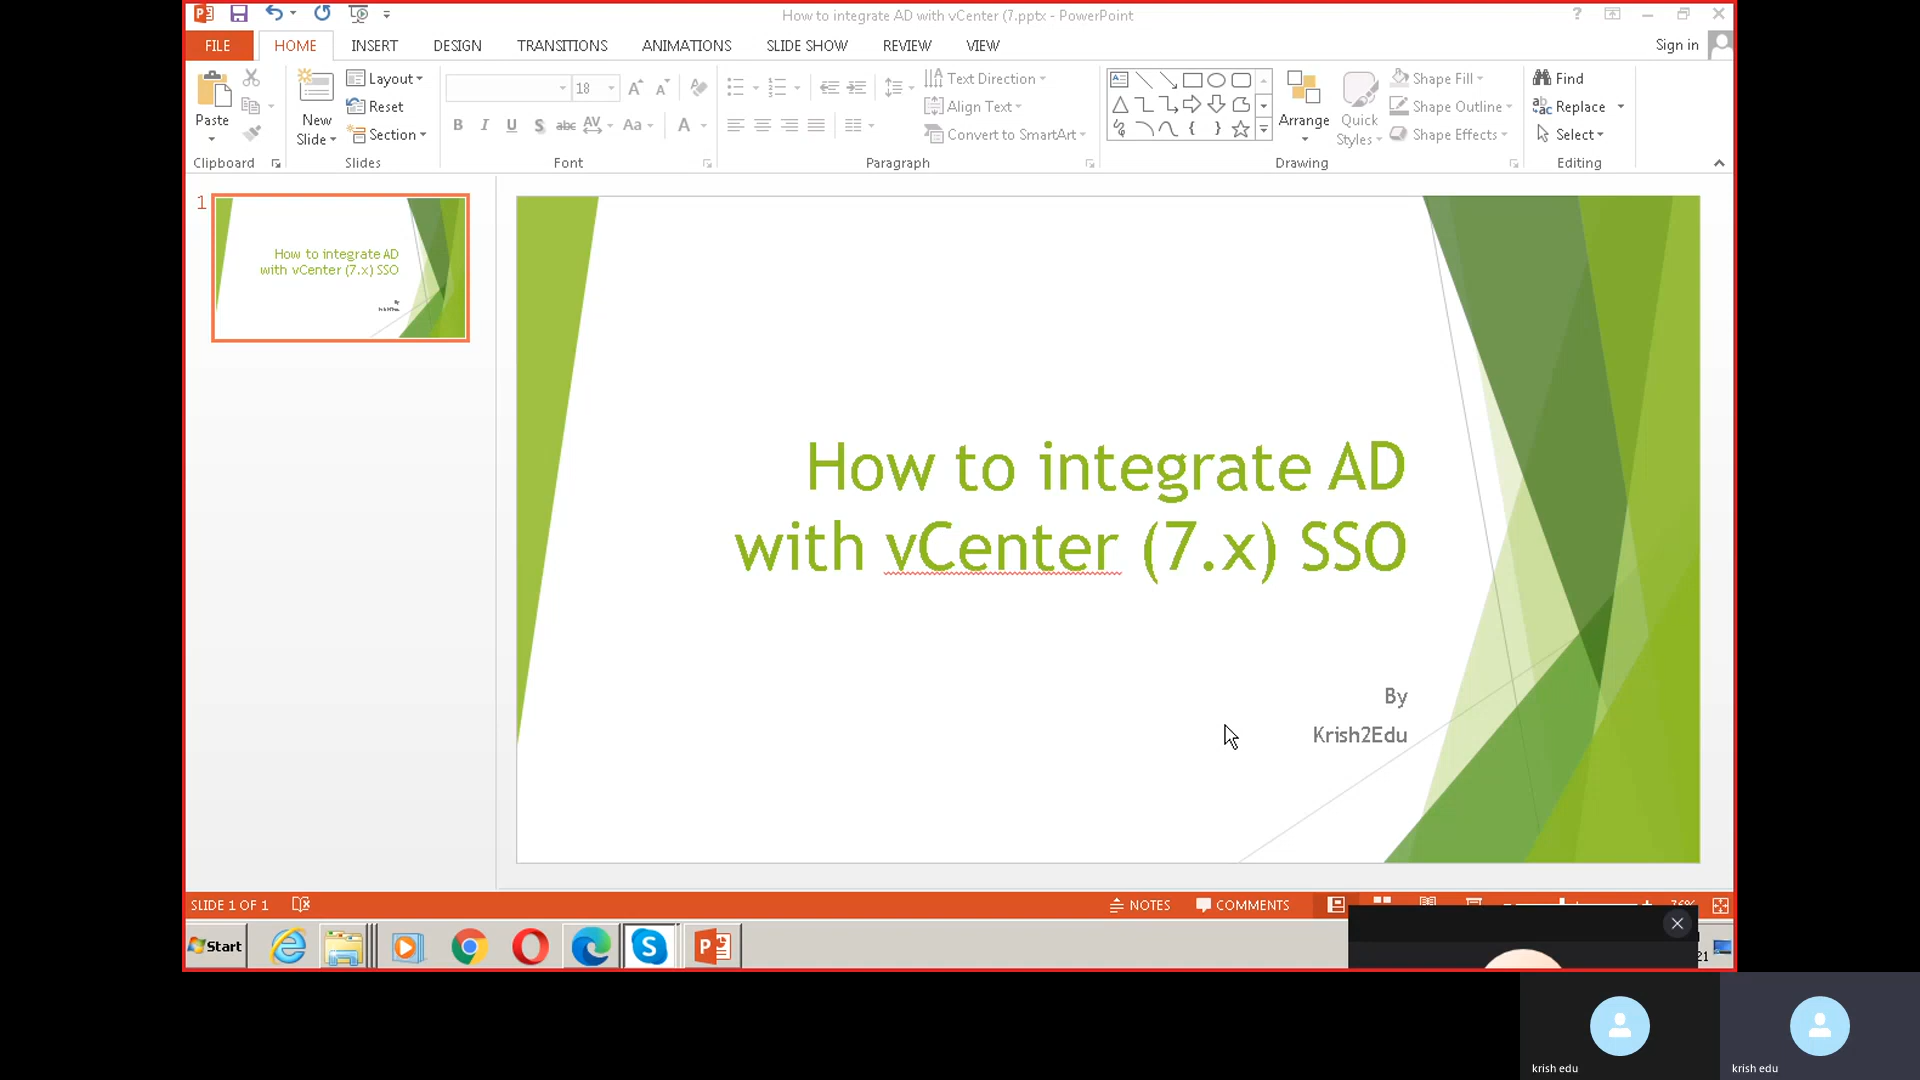 How to integrate AD with vCenter (7.pptx - PowerPoint
?
FILE HOME INSERT DESIGN TRANSITIONS ANIMATIONS SLIDE SHOW REVIEW VIEW Sign in
Paste
Clipboard
New
Slide
Layout
Reset
Section
Slides
18
B I U S abc AV Aa A
Font
Text Direction
Align Text
Convert to SmartArt
Paragraph
Arrange
Quick
Styles
Shape Fill
Shape Outline
Shape Effects
Drawing
Find
Replace
Select
Editing
1
How to integrate AD
with vCenter (7.x) SSO
How to integrate AD
with vCenter (7.x) SSO
By
Krish2Edu
SLIDE 1 OF 1 NOTES COMMENTS
Start
21
krish edu
krish edu